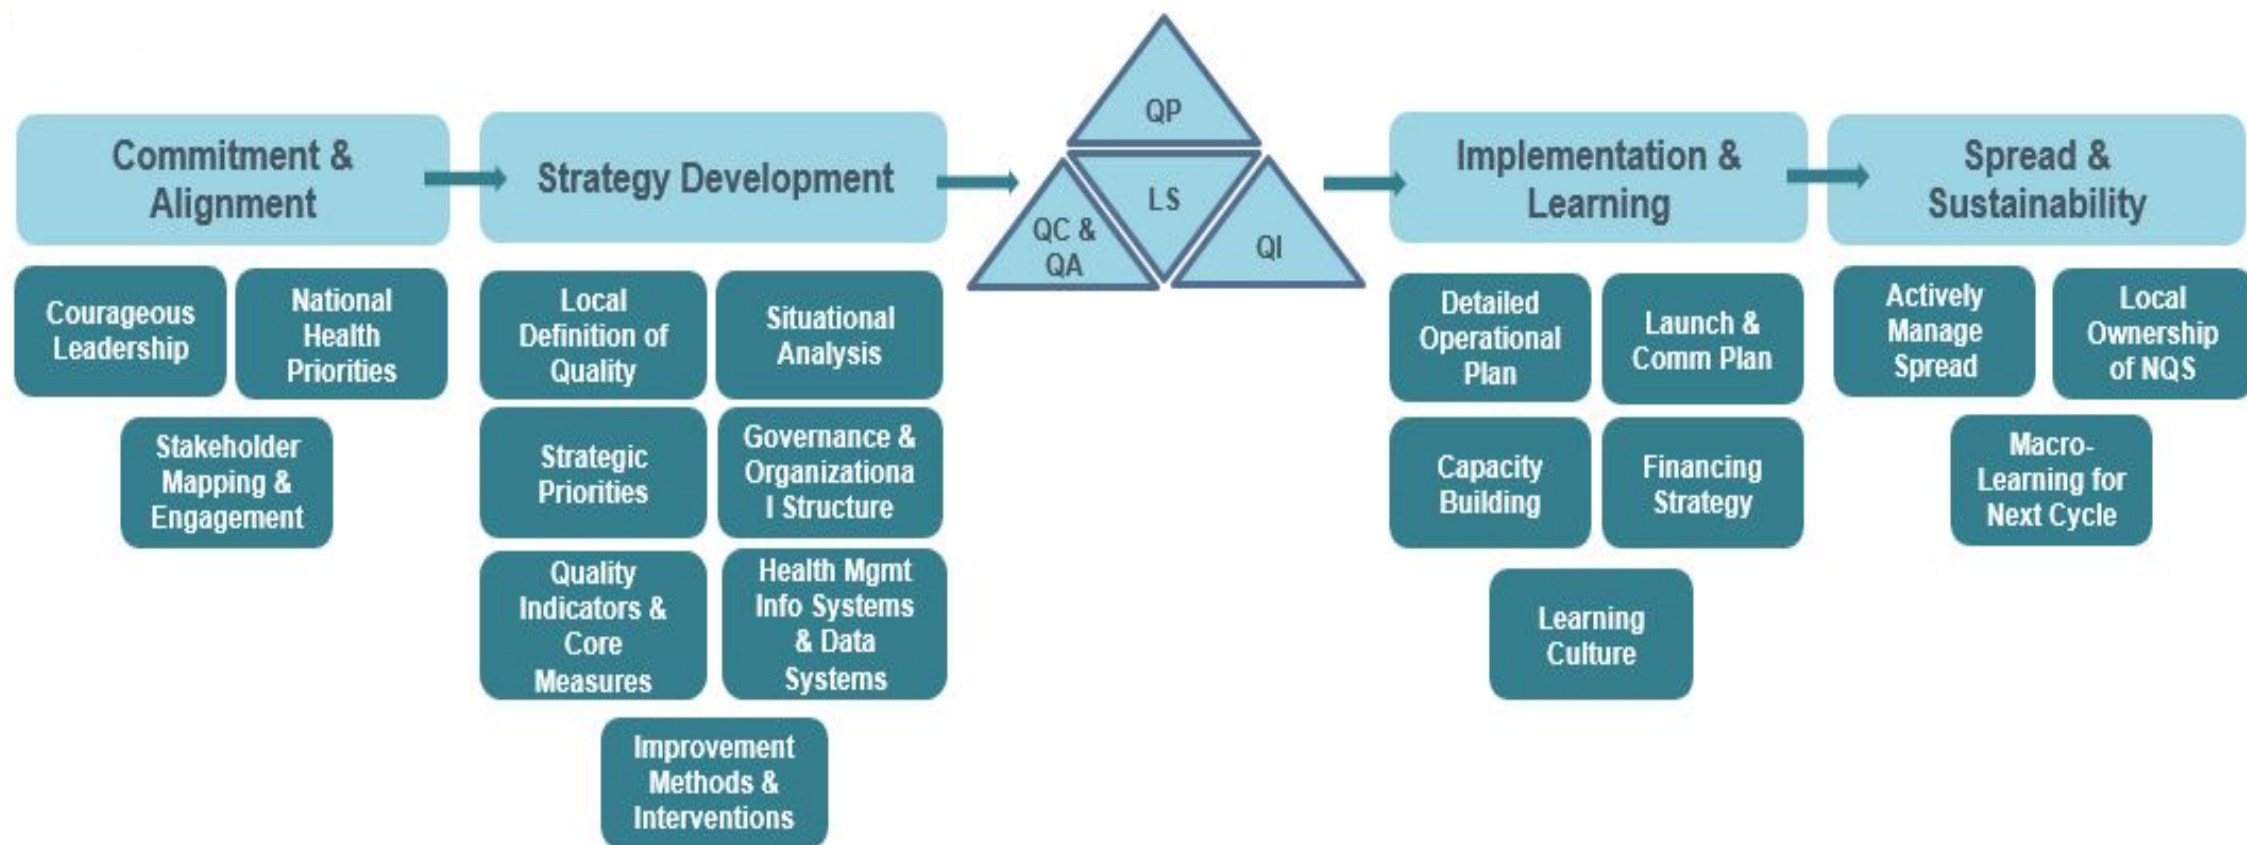 Commitment &
Alignment
Courageous
Leadership
National
Health
Priorities
Stakeholder
Mapping &
Engagement
Strategy Development
Local
Definition of
Quality
Situational
Analysis
Strategic
Priorities
Governance &
Organizationa
l Structure
Quality
Indicators &
Core
Measures
Health Mgmt
Info Systems
& Data
Systems
Improvement
Methods &
Interventions
QP
LS
QC &
QA
QI
Implementation &
Learning
Detailed
Operational
Plan
Launch &
Comm Plan
Capacity
Building
Financing
Strategy
Learning
Culture
Spread &
Sustainability
Actively
Manage
Spread
Local
Ownership
of NQS
Macro-
Learning for
Next Cycle